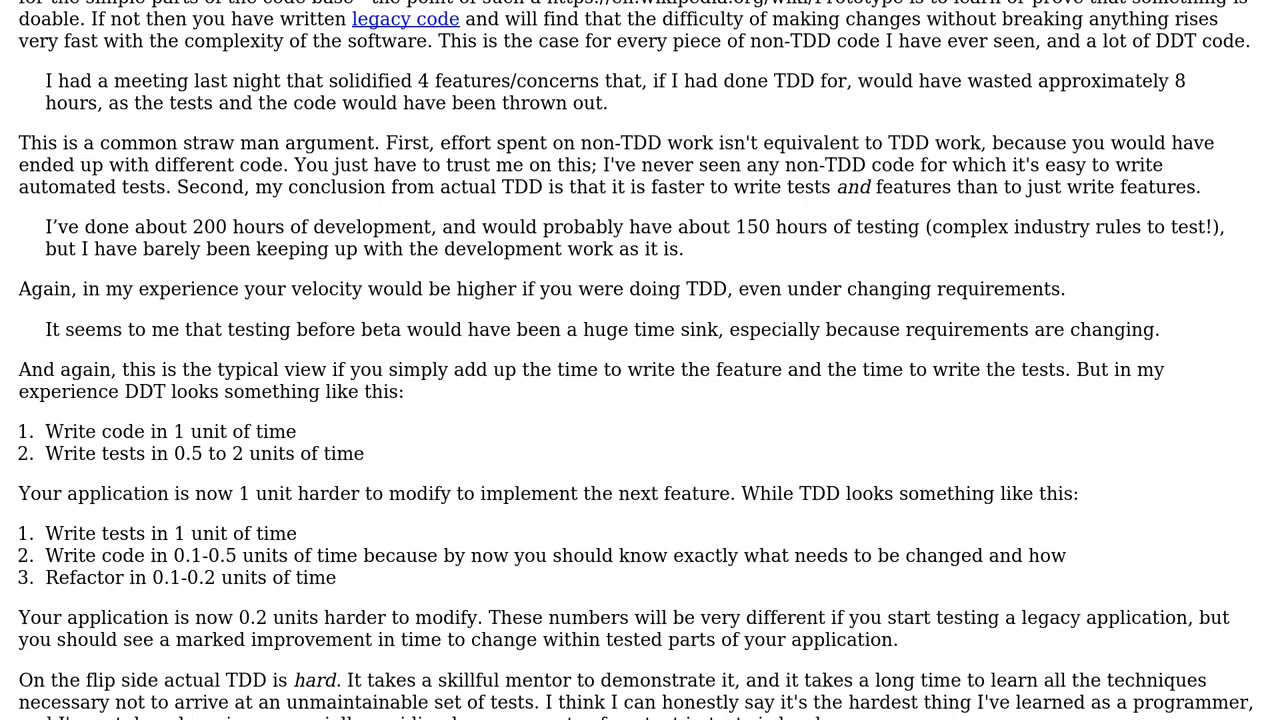 doable. If not then you have written legacy code and will find that the difficulty of making changes without breaking anything rises
very fast with the complexity of the software. This is the case for every piece of non-TDD code I have ever seen, and a lot of DDT code.
I had a meeting last night that solidified 4 features/concerns that, if I had done TDD for, would have wasted approximately 8
hours, as the tests and the code would have been thrown out.
This is a common straw man argument. First, effort spent on non-TDD work isn't equivalent to TDD work, because you would have
ended up with different code. You just have to trust me on this; I've never seen any non-TDD code for which it's easy to write
automated tests. Second, my conclusion from actual TDD is that it is faster to write tests and features than to just write features.
I’ve done about 200 hours of development, and would probably have about 150 hours of testing (complex industry rules to test!),
but I have barely been keeping up with the development work as it is.
Again, in my experience your velocity would be higher if you were doing TDD, even under changing requirements.
It seems to me that testing before beta would have been a huge time sink, especially because requirements are changing.
And again, this is the typical view if you simply add up the time to write the feature and the time to write the tests. But in my
experience DDT looks something like this:
1. Write code in 1 unit of time
2. Write tests in 0.5 to 2 units of time
Your application is now 1 unit harder to modify to implement the next feature. While TDD looks something like this:
1. Write tests in 1 unit of time
2. Write code in 0.1-0.5 units of time because by now you should know exactly what needs to be changed and how
3. Refactor in 0.1-0.2 units of time
Your application is now 0.2 units harder to modify. These numbers will be very different if you start testing a legacy application, but
you should see a marked improvement in time to change within tested parts of your application.
On the flip side actual TDD is hard. It takes a skillful mentor to demonstrate it, and it takes a long time to learn all the techniques
necessary not to arrive at an unmaintainable set of tests. I think I can honestly say it's the hardest thing I've learned as a programmer,